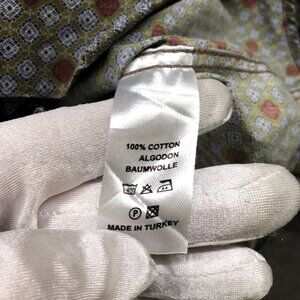 100% COTTON
ALGODON
BAUMWOLLE
P
MADE IN TURKEY